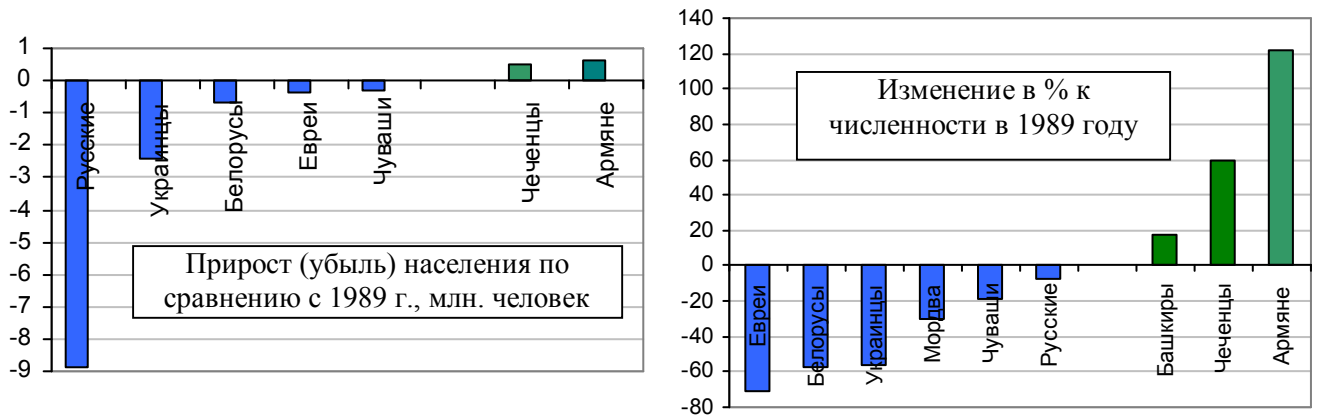 1
0
-1
-2
-3
-4
-5
-6
-7
-8
-9
Русские
Украинцы
Белорусы
Евреи
Чуваши
Чеченцы
Армяне
Прирост (убыль) населения по
сравнению с 1989 г., млн. человек
140
120
100
80
60
40
20
0
-20
-40
-60
-80
Изменение в % к
численности в 1989 году
Евреи
Белорусы
Украинцы
Мордва
Чуваши
Русские
Башкиры
Чеченцы
Армяне